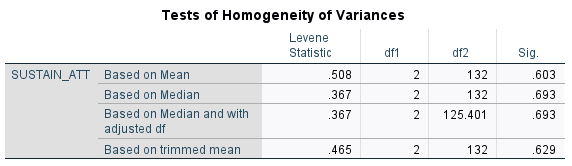 Tests of Homogeneity of Variances
Levene
Statistic df1 df2 Sig.
SUSTAIN_ATT Based on Mean .508 2 132 .603
Based on Median .367 2 132 .693
Based on Median and with
adjusted df .367 2 125.401 .693
Based on trimmed mean .465 2 132 .629